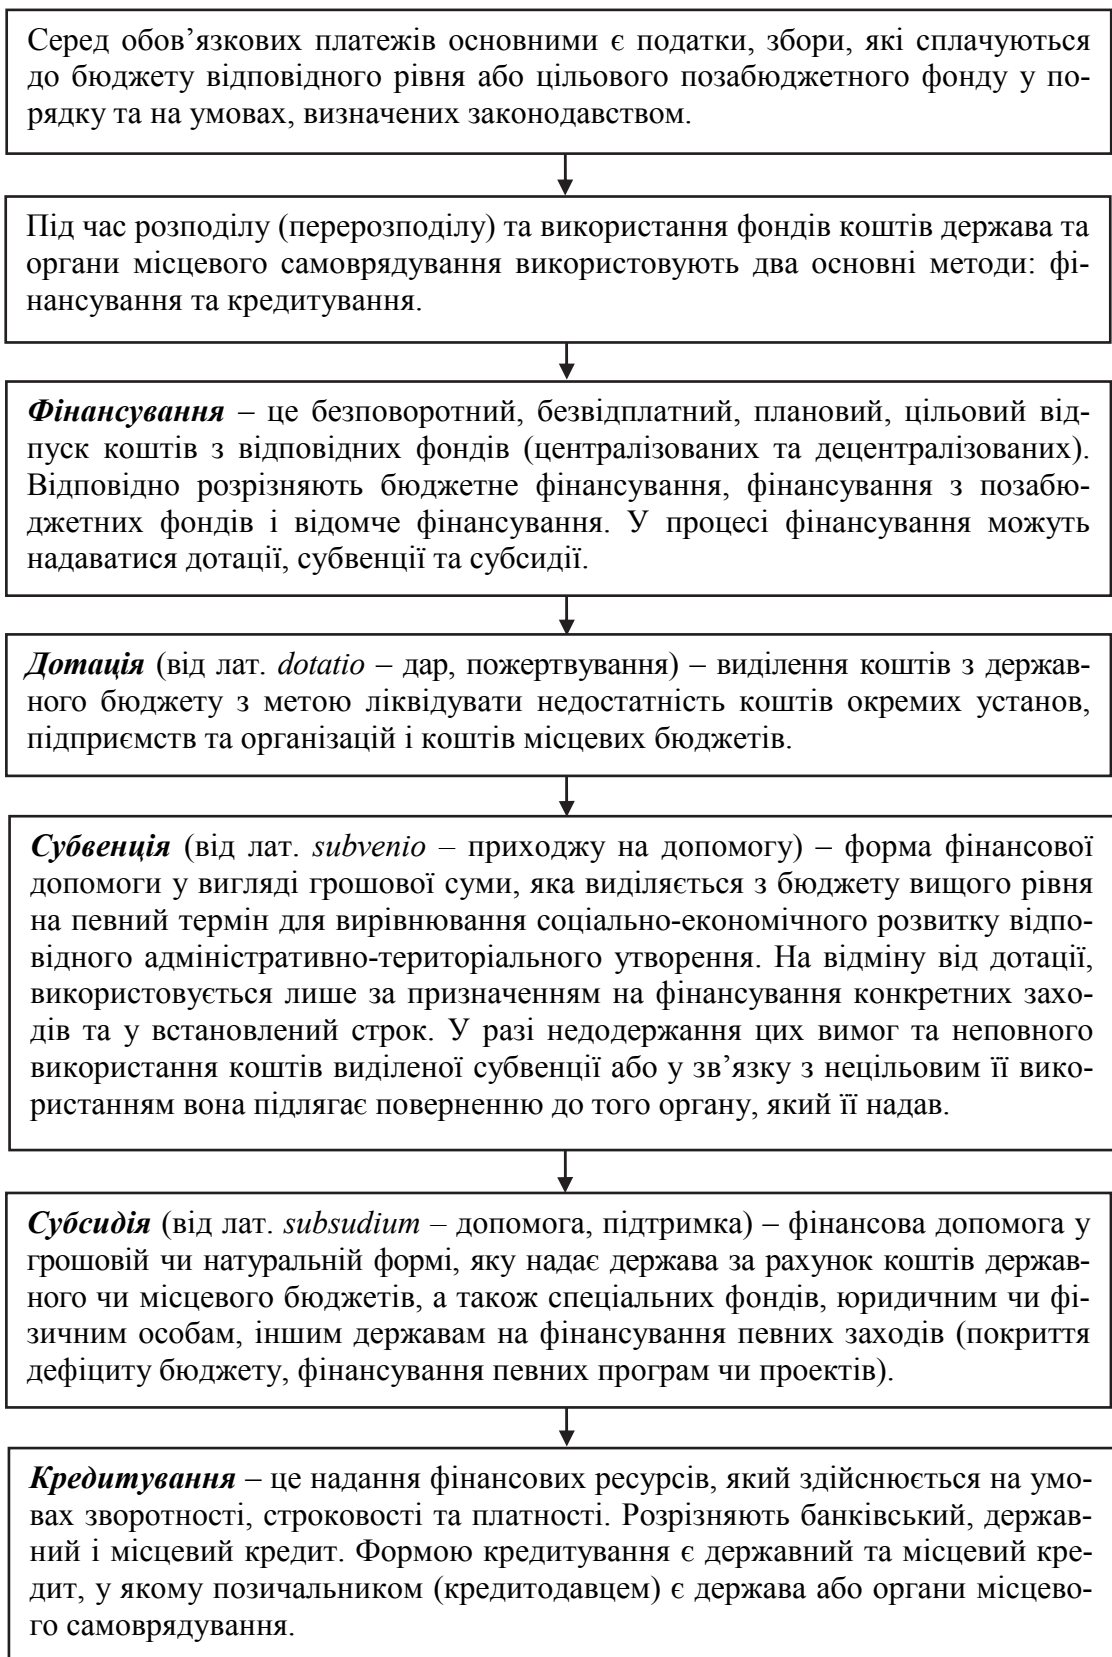 Серед обов’язкових платежів основними є податки, збори, які сплачуються
до бюджету відповідного рівня або цільового позабюджетного фонду у по-
рядку та на умовах, визначених законодавством.
Під час розподілу (перерозподілу) та використання фондів коштів держава та
органи місцевого самоврядування використовують два основні методи: фі-
нансування та кредитування.
Фінансування – це безповоротний, безвідплатний, плановий, цільовий від-
пуск коштів з відповідних фондів (централізованих та децентралізованих).
Відповідно розрізняють бюджетне фінансування, фінансування з позабю-
джетних фондів і відомче фінансування. У процесі фінансування можуть
надаватися дотації, субвенції та субсидії.
Дотація (від лат. dotatio – дар, пожертвування) – виділення коштів з держав-
ного бюджету з метою ліквідувати недостатність коштів окремих установ,
підприємств та організацій і коштів місцевих бюджетів.
Субвенція (від лат. subvenio – приходжу на допомогу) – форма фінансової
допомоги у вигляді грошової суми, яка виділяється з бюджету вищого рівня
на певний термін для вирівнювання соціально-економічного розвитку відпо-
відного адміністративно-територіального утворення. На відміну від дотації,
використовується лише за призначенням на фінансування конкретних захо-
дів та у встановлений строк. У разі недодержання цих вимог та неповного
використання коштів виділеної субвенції або у зв’язку з нецільовим її вико-
ристанням вона підлягає поверненню до того органу, який її надав.
Субсидія (від лат. subsudium – допомога, підтримка) – фінансова допомога у
грошовій чи натуральній формі, яку надає держава за рахунок коштів держав-
ного чи місцевого бюджетів, а також спеціальних фондів, юридичним чи фі-
зичним особам, іншим державам на фінансування певних заходів (покриття
дефіциту бюджету, фінансування певних програм чи проектів).
Кредитування – це надання фінансових ресурсів, який здійснюється на умо-
вах зворотності, строковості та платності. Розрізняють банківський, держав-
ний і місцевий кредит. Формою кредитування є державний та місцевий кре-
дит, у якому позичальником (кредитодавцем) є держава або органи місцево-
го самоврядування.